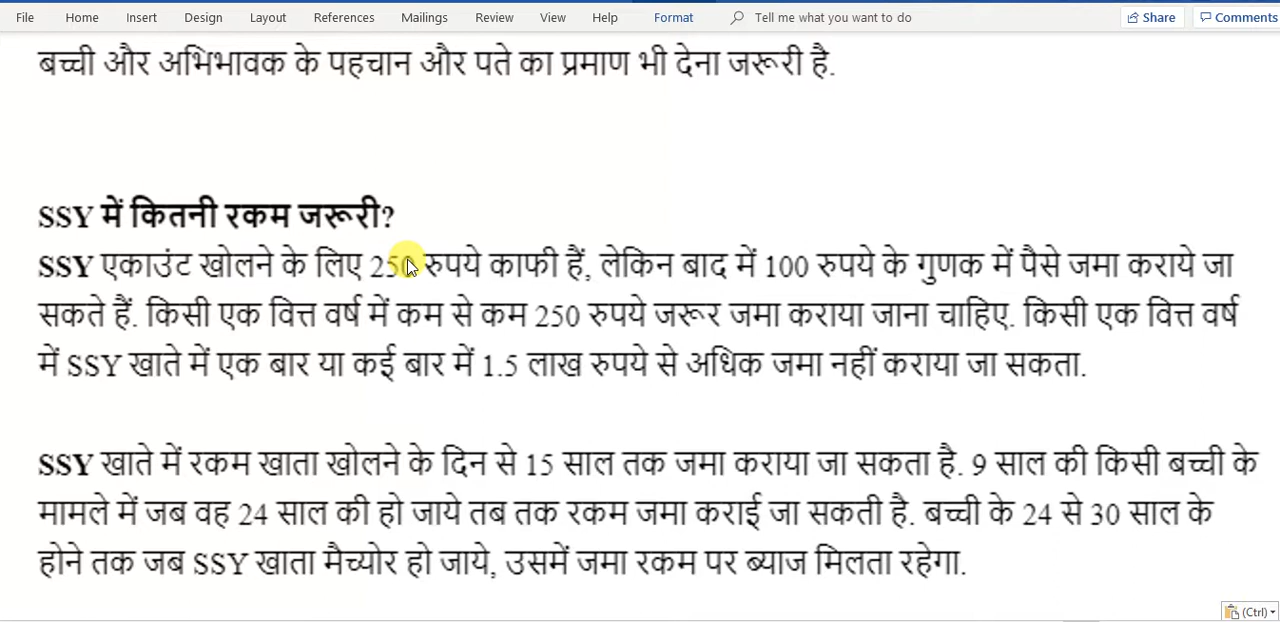 File Home Insert Design Layout References Mailings Review View Help Format Tell me what you want to do Share Comments
बच्ची और अभिभावक के पहचान और पते का प्रमाण भी देना जरूरी है.
SSY में कितनी रकम जरूरी?
SSY एकाउंट खोलने के लिए 250 रुपये काफी हैं, लेकिन बाद में 100 रुपये के गुणक में पैसे जमा कराये जा
सकते हैं. किसी एक वित्त वर्ष में कम से कम 250 रुपये जरूर जमा कराया जाना चाहिए. किसी एक वित्त वर्ष
में SSY खाते में एक बार या कई बार में 1.5 लाख रुपये से अधिक जमा नहीं कराया जा सकता.
SSY खाते में रकम खाता खोलने के दिन से 15 साल तक जमा कराया जा सकता है. 9 साल की किसी बच्ची के
मामले में जब वह 24 साल की हो जाये तब तक रकम जमा कराई जा सकती है. बच्ची के 24 से 30 साल के
होने तक जब SSY खाता मैच्योर हो जाये, उसमें जमा रकम पर ब्याज मिलता रहेगा.
(Ctrl)